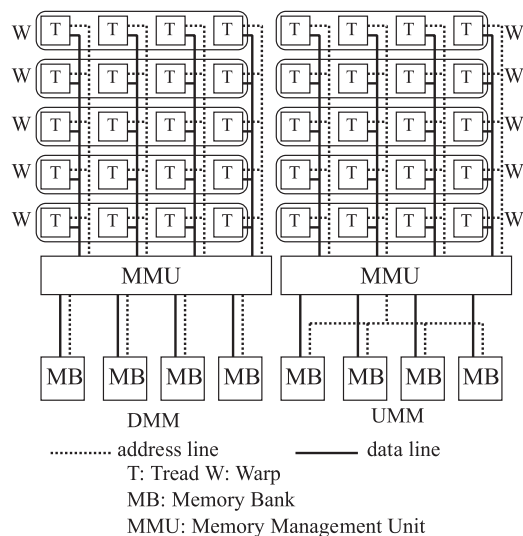 W T T T T T T T T W
W T T T T T T T T W
W T T T T T T T T W
W T T T T T T T T W
W T T T T T T T T W
MMU MMU
MB MB MB MB MB MB MB MB
DMM UMM
address line data line
T: Tread W: Warp
MB: Memory Bank
MMU: Memory Management Unit